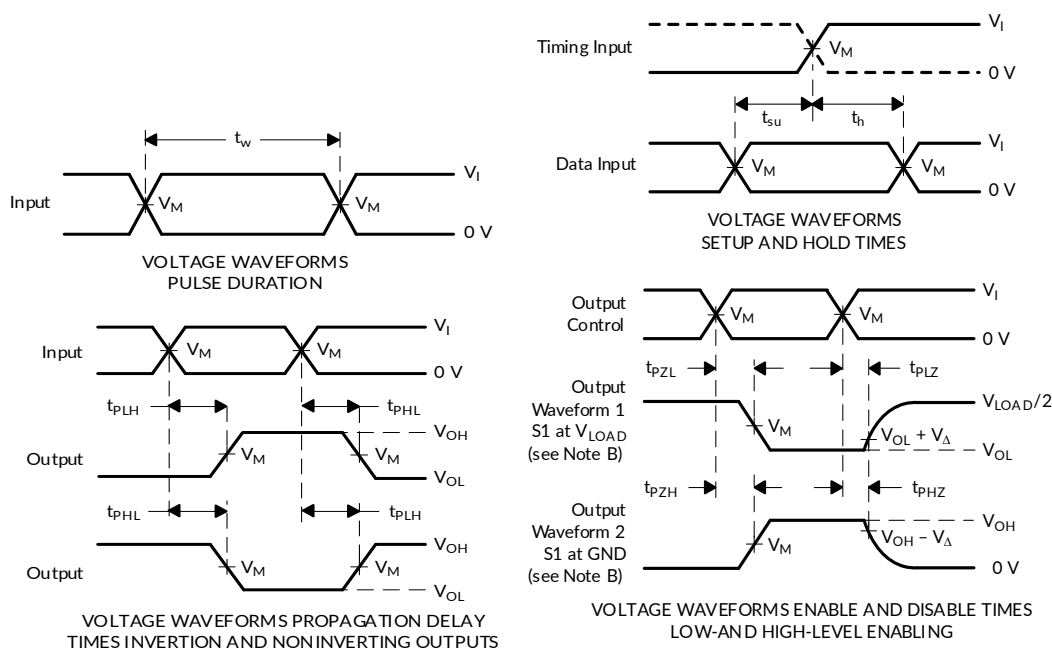 t_w
V_I
Input
V_M
V_M
0 V
VOLTAGE WAVEFORMS
PULSE DURATION
Timing Input
V_I
V_M
0 V
t_su
t_h
Data Input
V_I
V_M
V_M
0 V
VOLTAGE WAVEFORMS
SETUP AND HOLD TIMES
Input
V_I
V_M
V_M
0 V
t_PLH
t_PHL
Output
V_OH
V_M
V_M
V_OL
t_PHL
t_PLH
Output
V_OH
V_M
V_M
V_OL
VOLTAGE WAVEFORMS PROPAGATION DELAY
TIMES INVERTION AND NONINVERTING OUTPUTS
Output
Control
V_I
V_M
V_M
0 V
t_PZL
t_PLZ
Output
Waveform 1
S1 at V_LOAD
(see Note B)
V_LOAD/2
V_M
V_OL + V_Δ
V_OL
t_PZH
t_PHZ
Output
Waveform 2
S1 at GND
(see Note B)
V_OH
V_OH – V_Δ
V_M
0 V
VOLTAGE WAVEFORMS ENABLE AND DISABLE TIMES
LOW-AND HIGH-LEVEL ENABLING